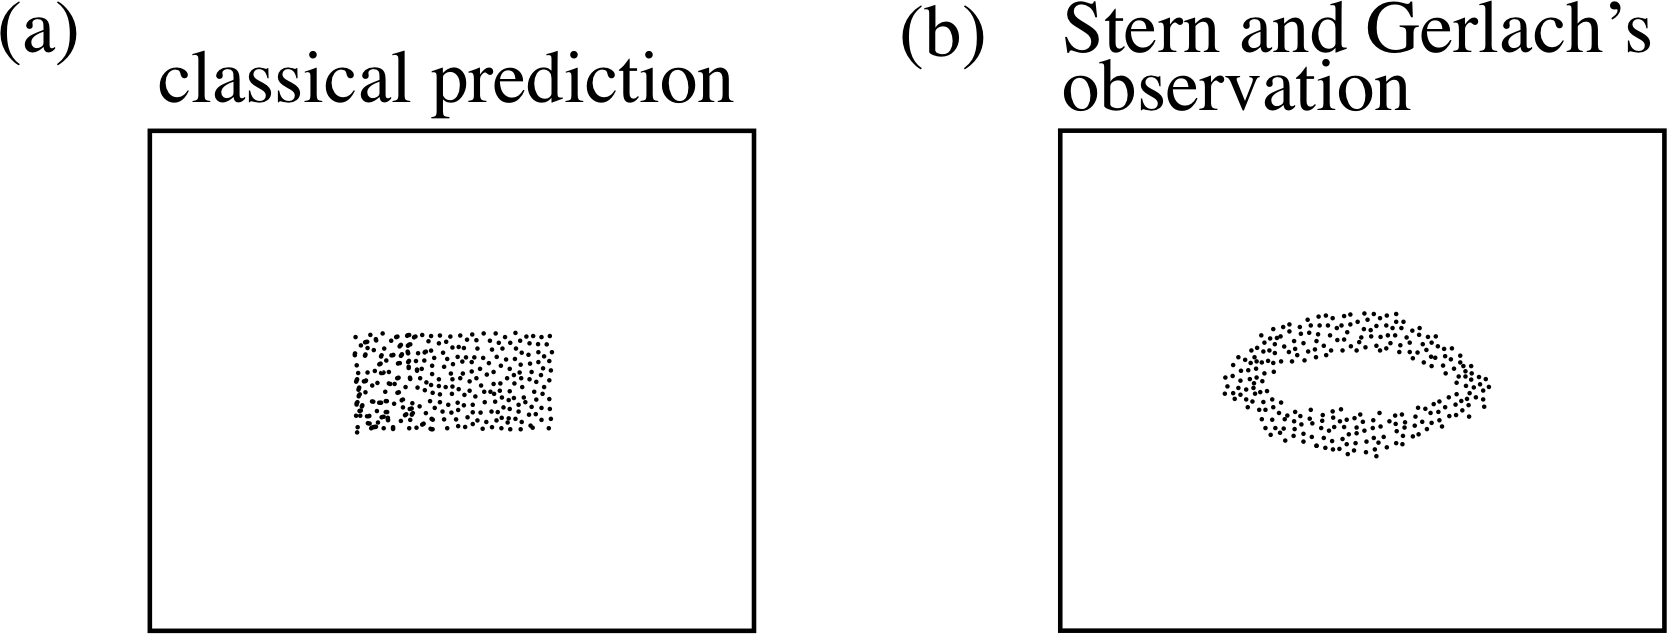 (a)
classical prediction
(b)
Stern and Gerlach's
observation